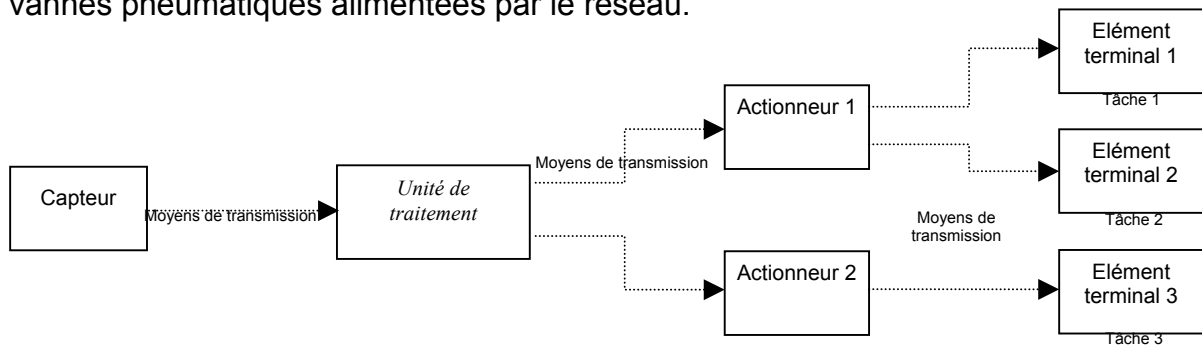 vannes pneumatiques alimentées par le réseau.
Elément
terminal 1
Tâche 1
Actionneur 1
Moyens de transmission
Elément
terminal 2
Tâche 2
Capteur
Moyens de transmission
Unité de
traitement
Moyens de
transmission
Actionneur 2
Elément
terminal 3
Tâche 3